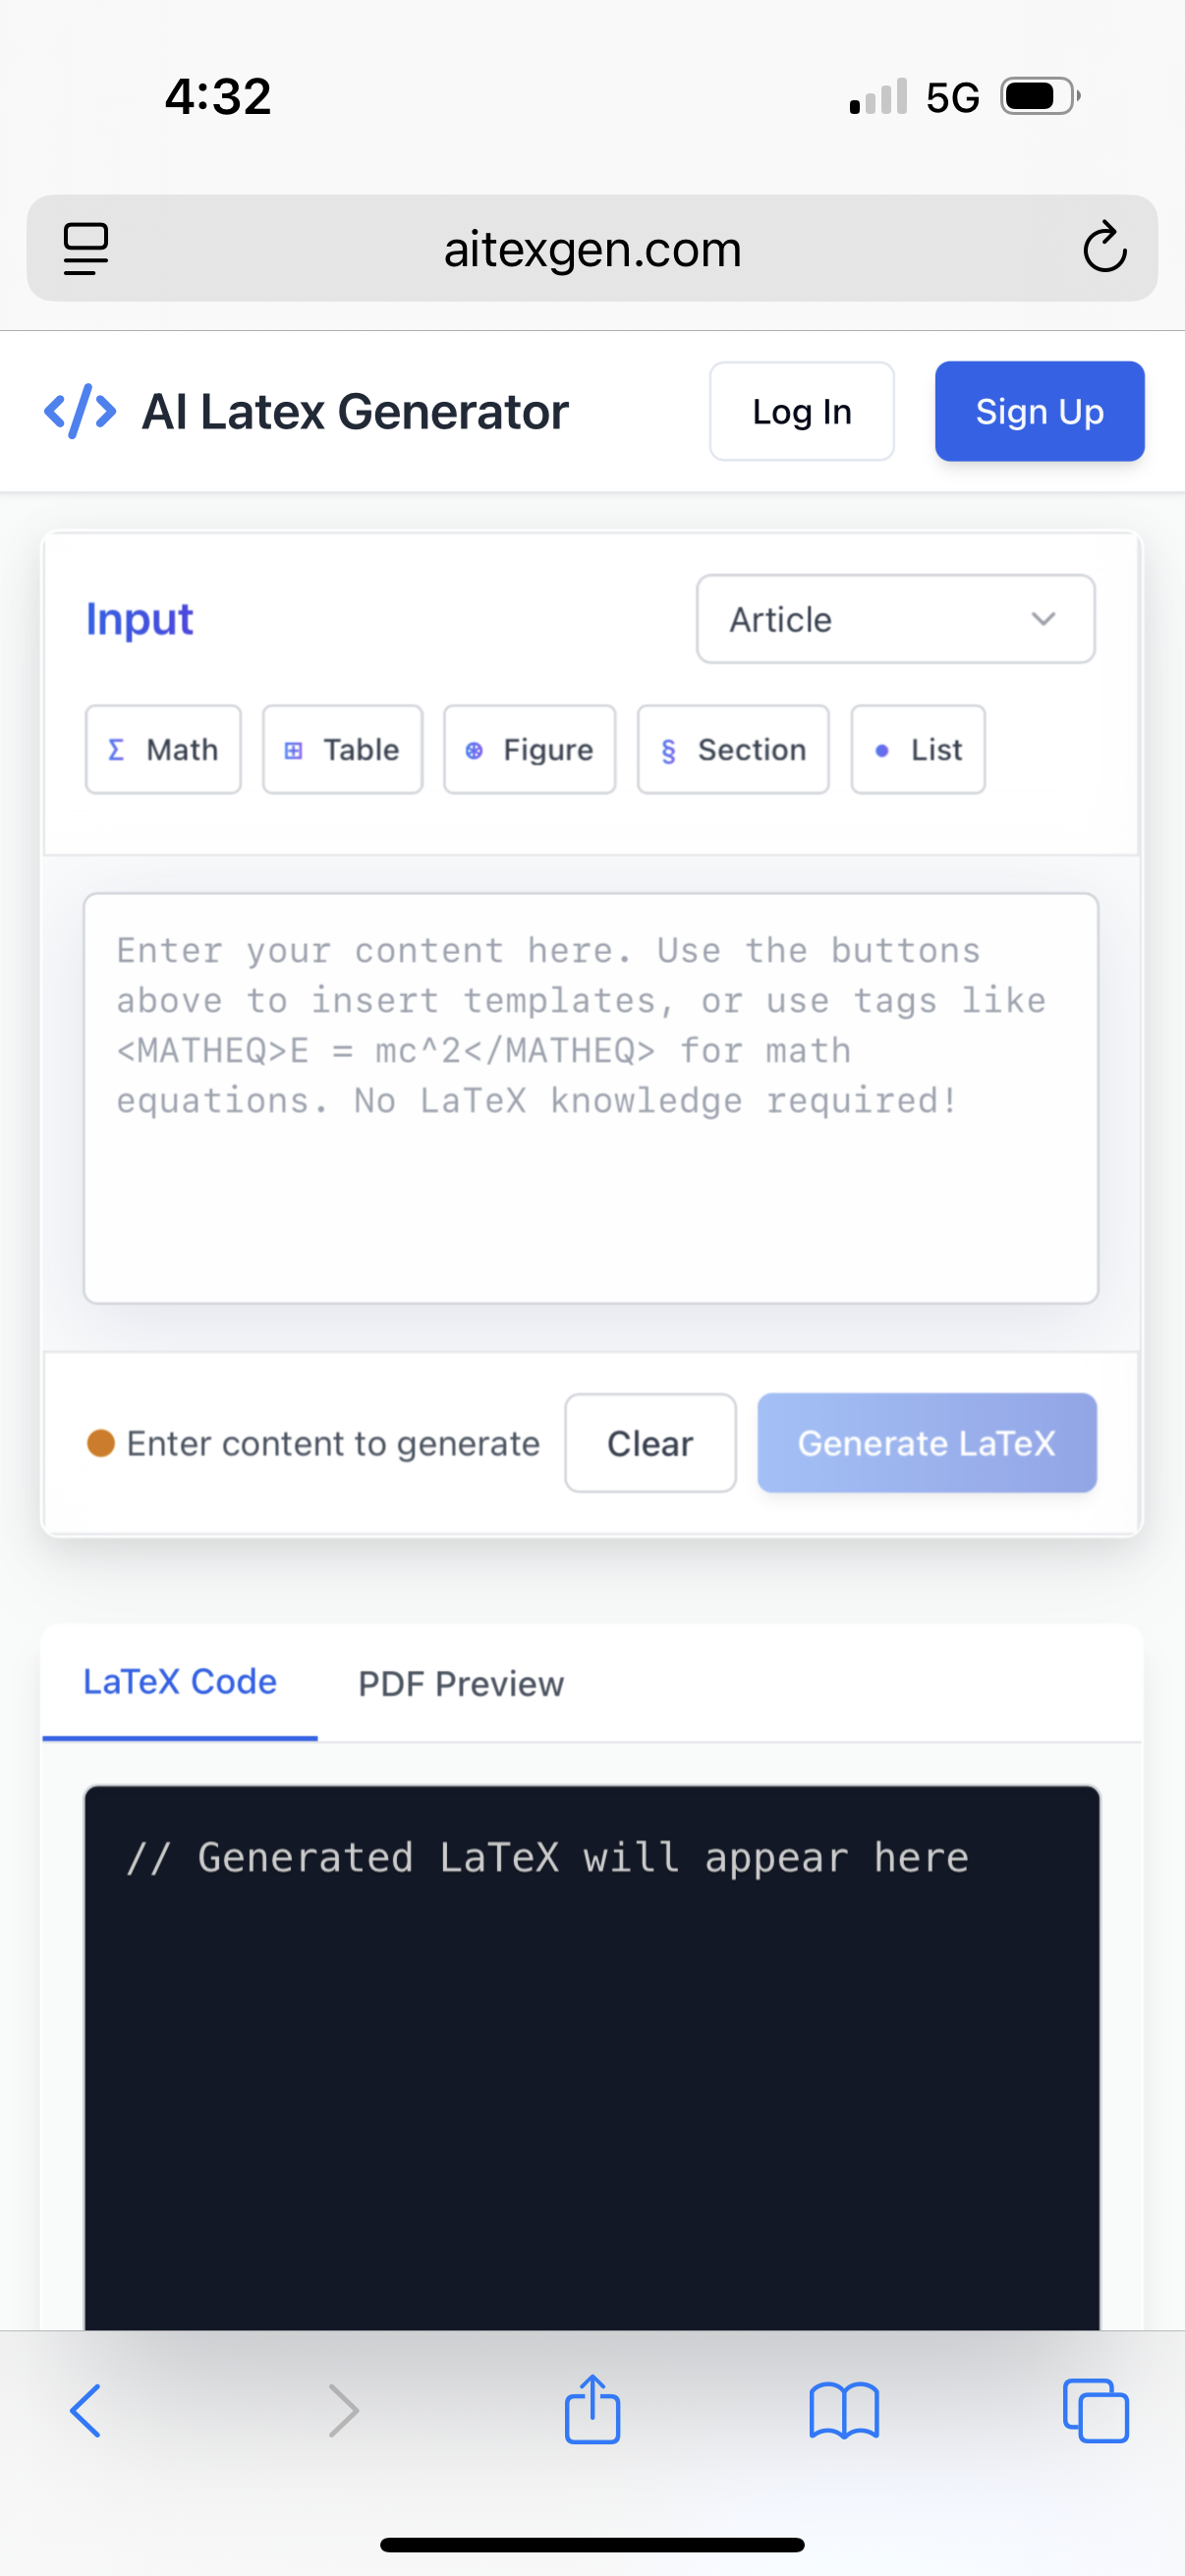 4:32
5G
aitexgen.com
</> AI Latex Generator
Log In
Sign Up
Input
Article
Σ Math
⊞ Table
⊛ Figure
§ Section
● List
Enter your content here. Use the buttons
above to insert templates, or use tags like
<MATHEQ>E = mc^2</MATHEQ> for math
equations. No LaTeX knowledge required!
Enter content to generate
Clear
Generate LaTeX
LaTeX Code
PDF Preview
// Generated LaTeX will appear here